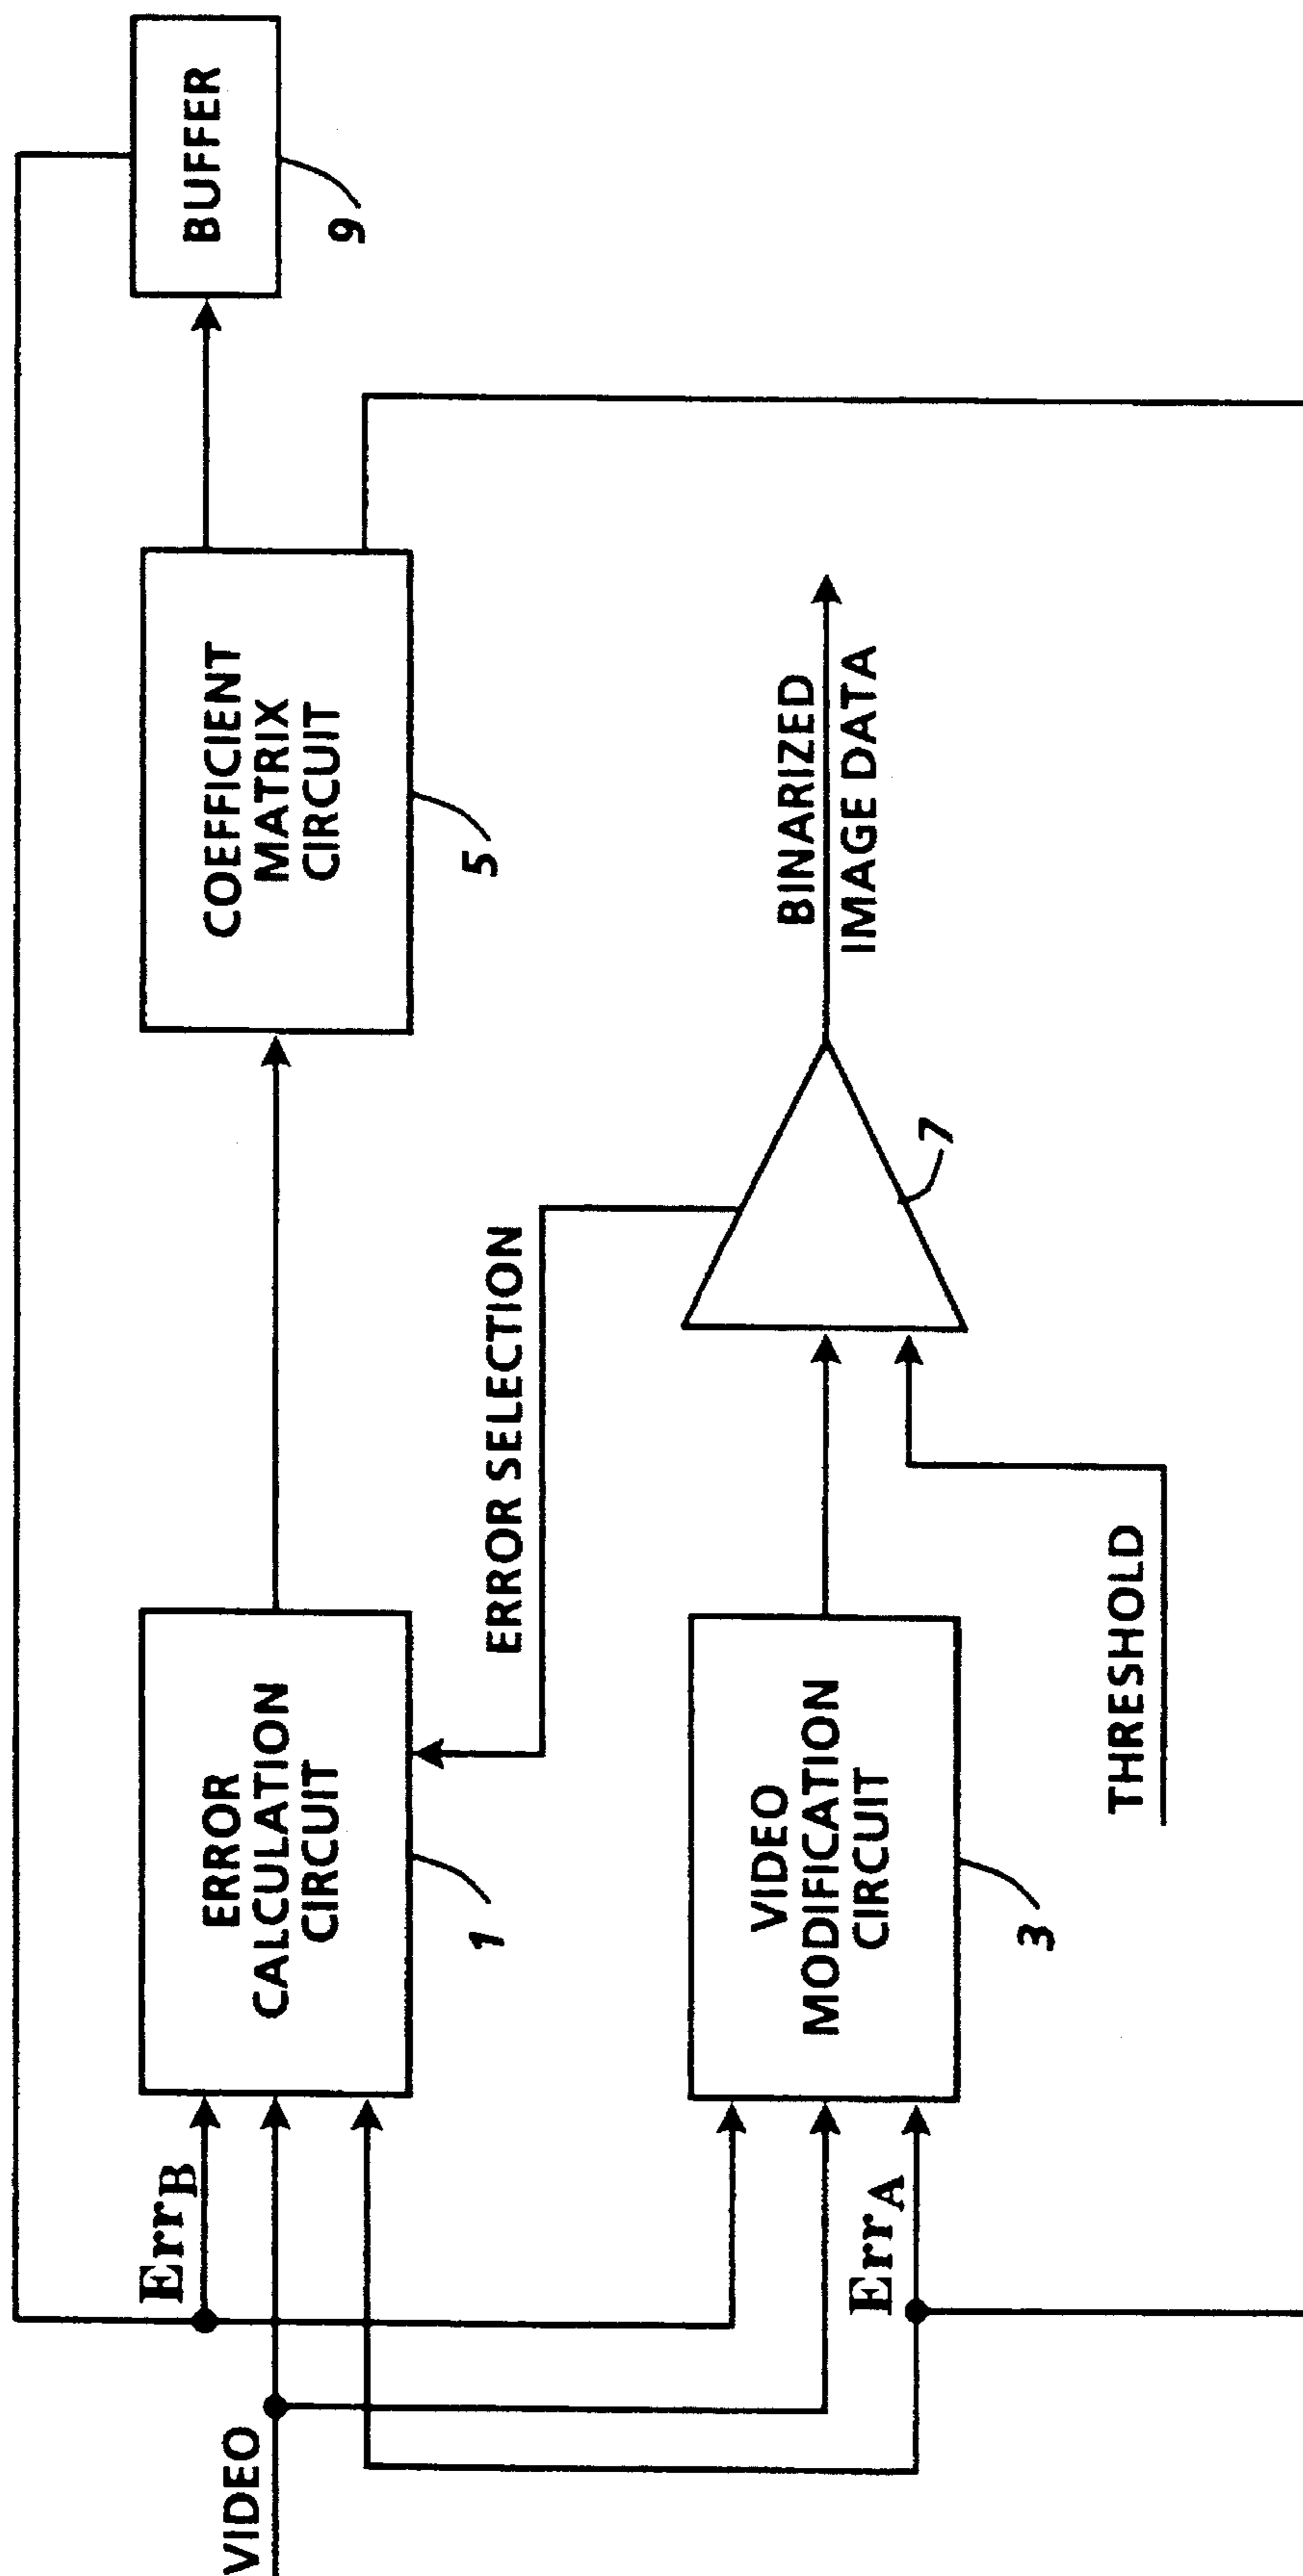 VIDEO
Err_B
ERROR
CALCULATION
CIRCUIT
1
COEFFICIENT
MATRIX
CIRCUIT
5
BUFFER
9
ERROR SELECTION
Err_A
VIDEO
MODIFICATION
CIRCUIT
3
THRESHOLD
7
BINARIZED
IMAGE DATA